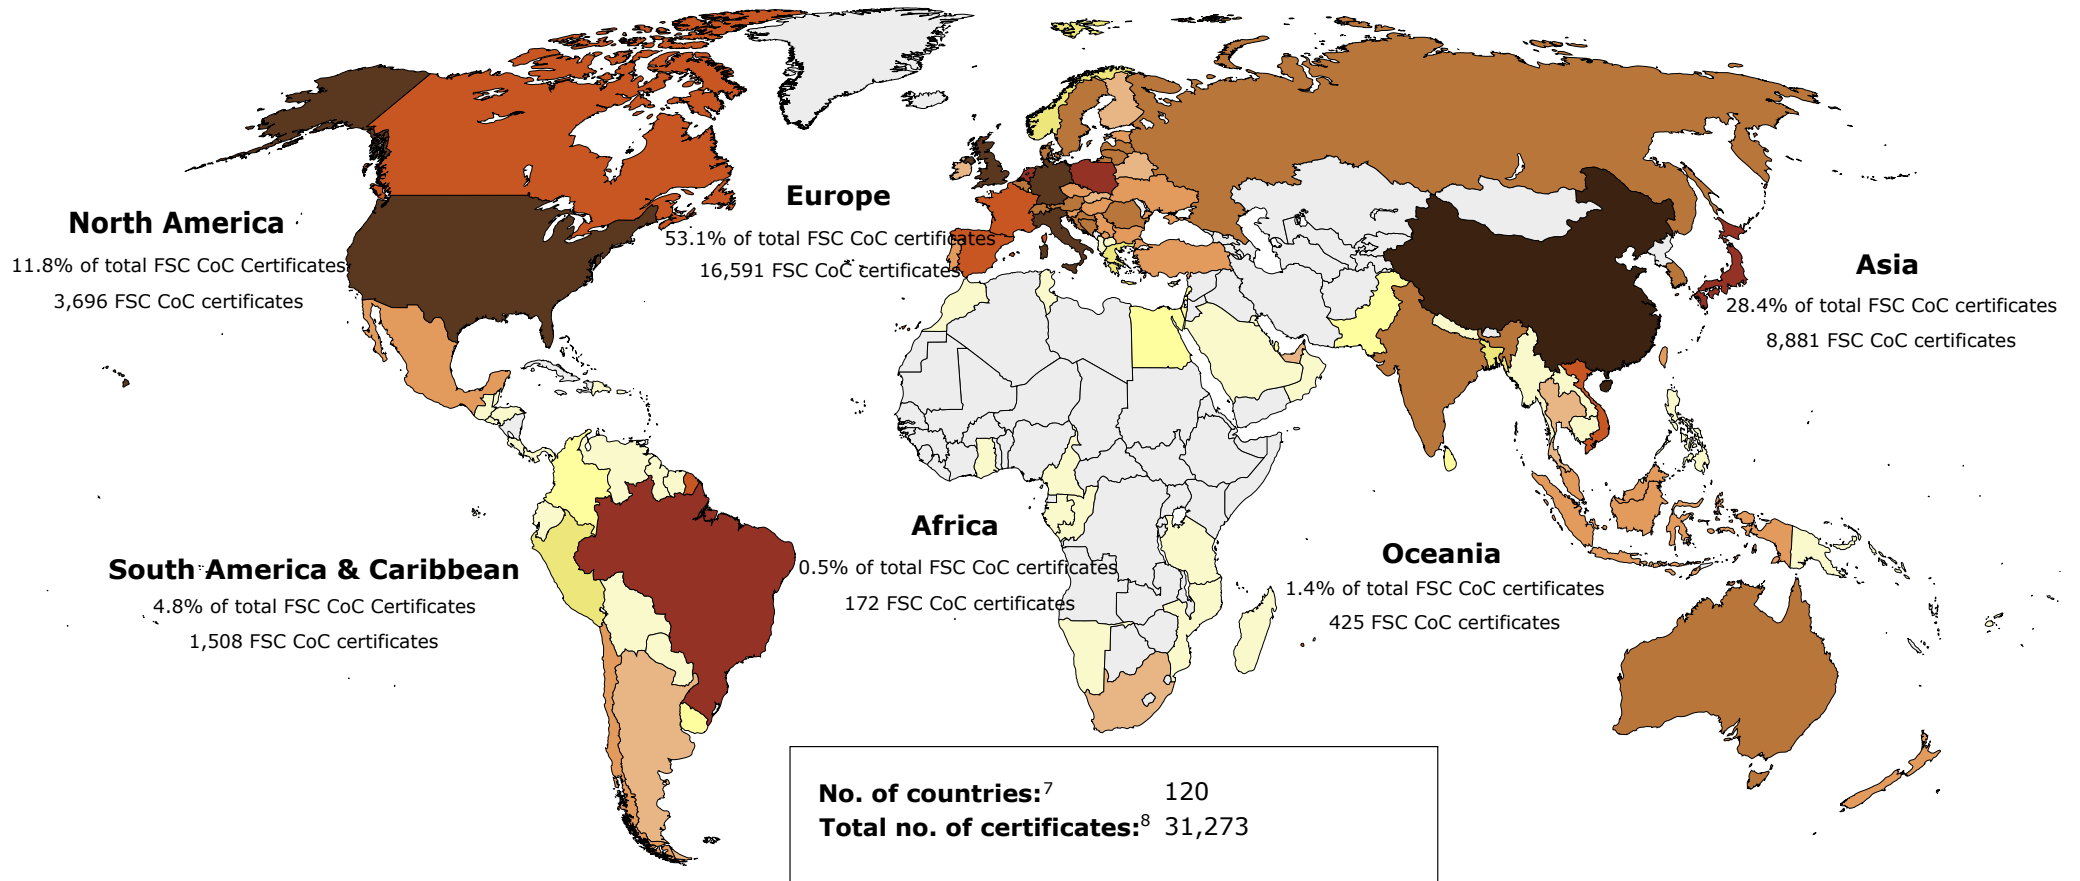 North America
11.8% of total FSC CoC Certificates
3,696 FSC CoC certificates
Europe
53.1% of total FSC CoC certificates
16,591 FSC CoC certificates
Asia
28.4% of total FSC CoC certificates
8,881 FSC CoC certificates
South America & Caribbean
4.8% of total FSC CoC Certificates
1,508 FSC CoC certificates
Africa
0.5% of total FSC CoC certificates
172 FSC CoC certificates
Oceania
1.4% of total FSC CoC certificates
425 FSC CoC certificates
No. of countries:⁷ 120
Total no. of certificates:⁸ 31,273